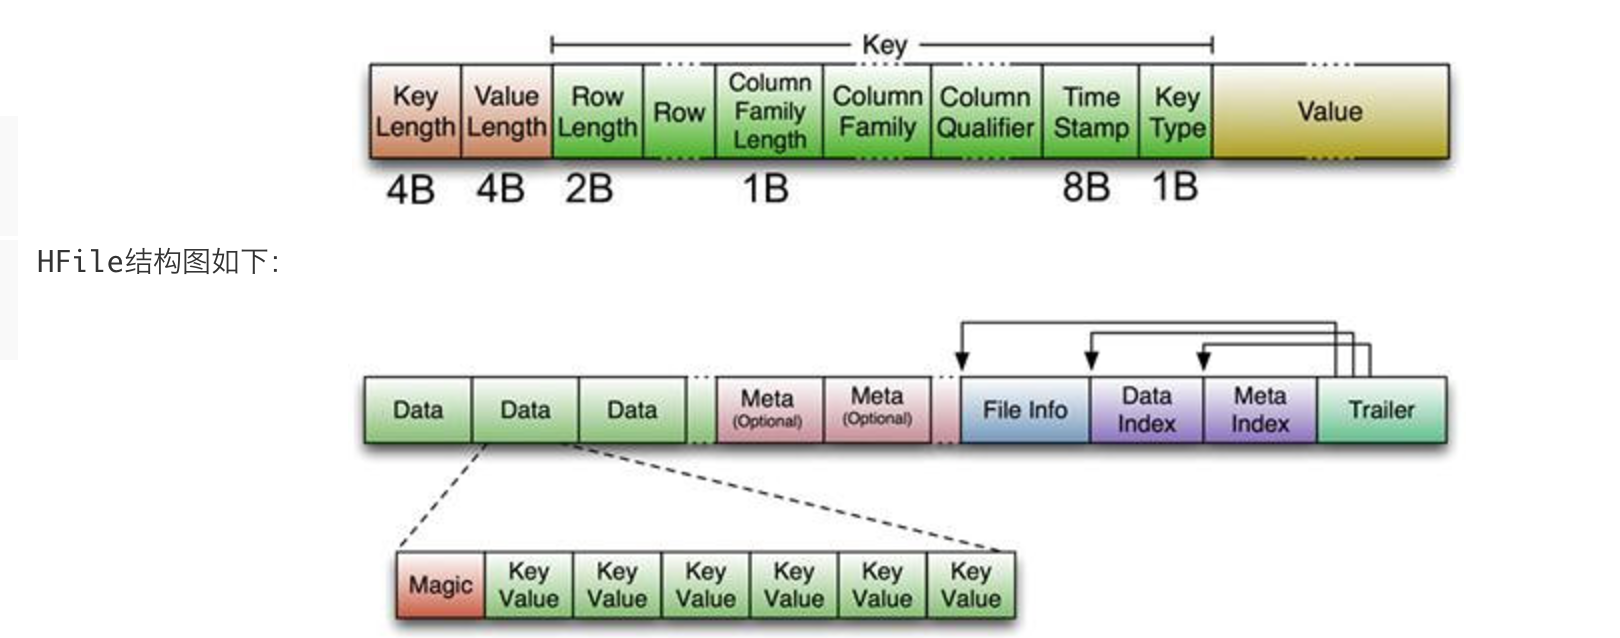 Key
Key Length
Value Length
Row Length
Row
Column Family Length
Column Family
Column Qualifier
Time Stamp
Key Type
Value
4B 4B 2B 1B 8B 1B
HFile结构图如下:
Data
Data
Data
Meta (Optional)
Meta (Optional)
File Info
Data Index
Meta Index
Trailer
Magic
Key Value
Key Value
Key Value
Key Value
Key Value
Key Value